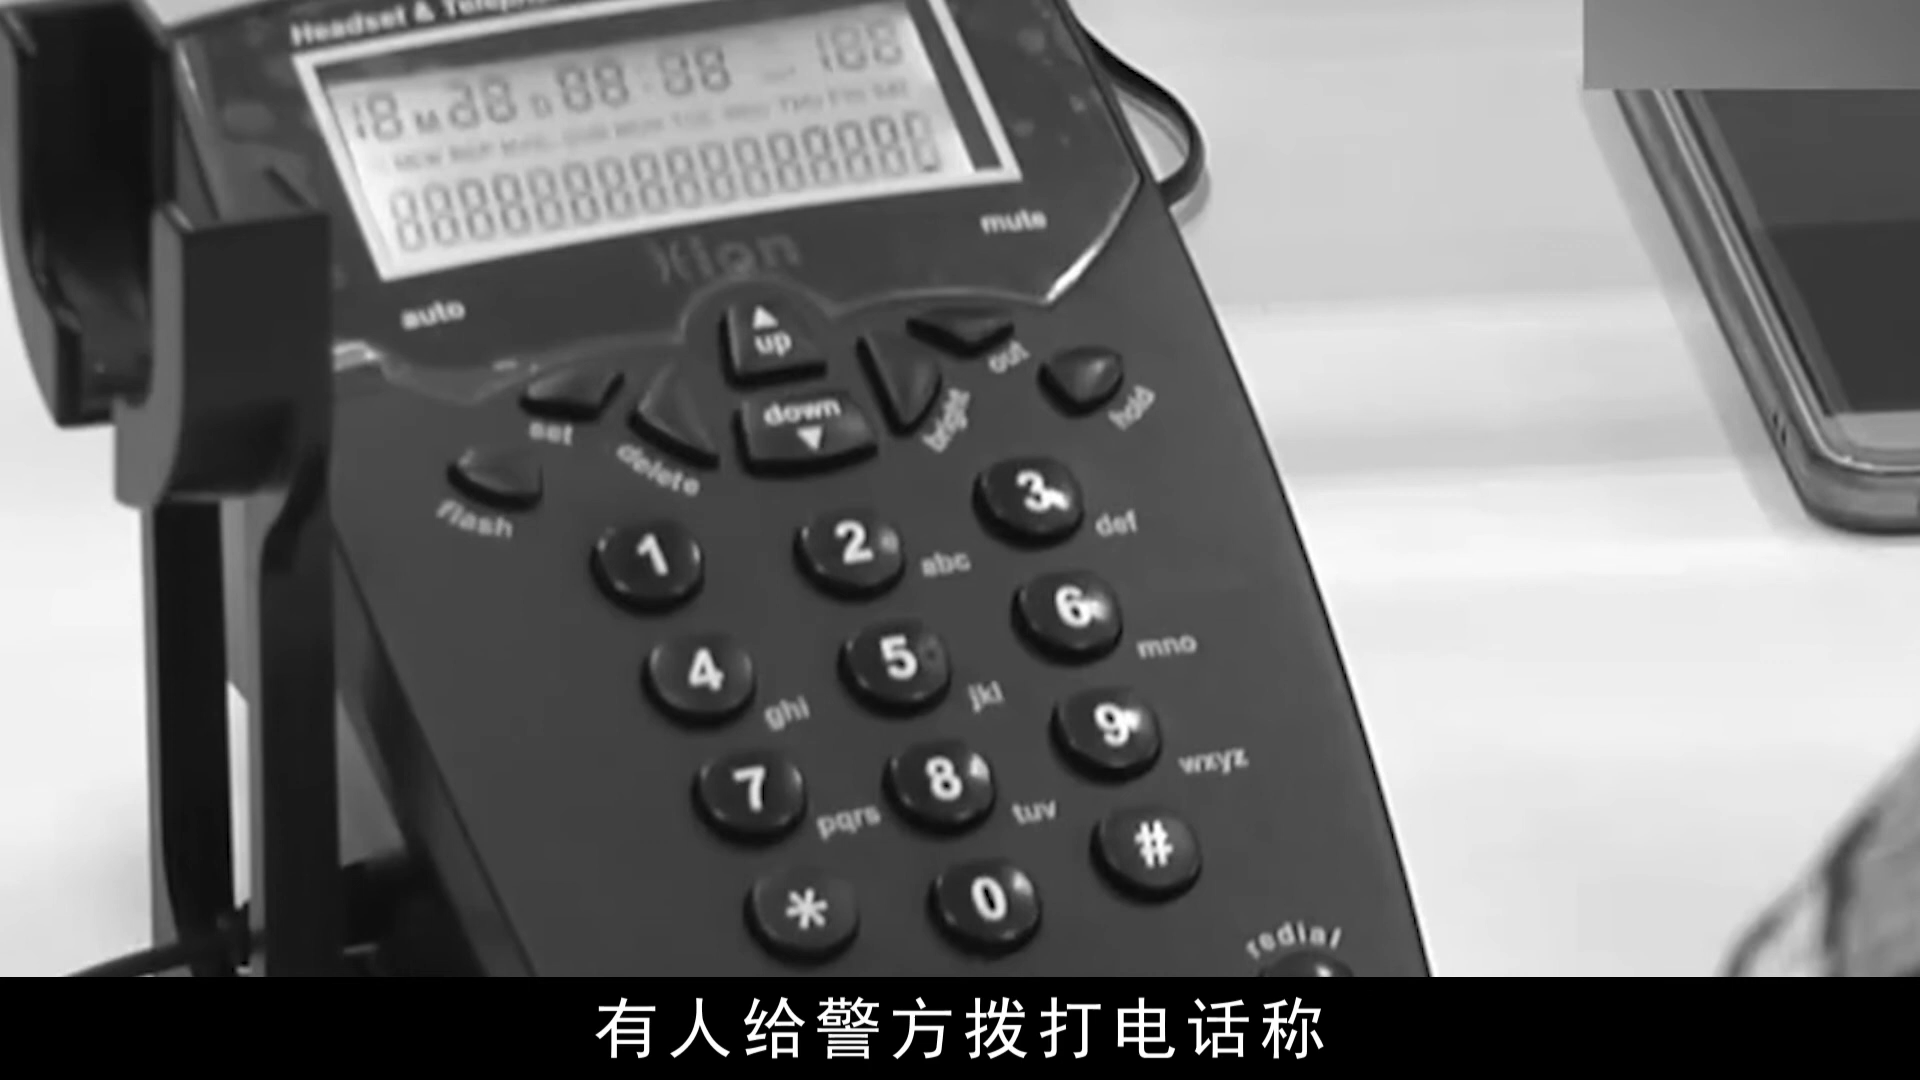 Headset &
auto
mute
up
down
set
delete
bright
out
hold
flash
1
2 abc
3 def
4 ghi
5 jkl
6 mno
7 pqrs
8 tuv
9 wxyz
*
0
#
redial
有人给警方拨打电话称